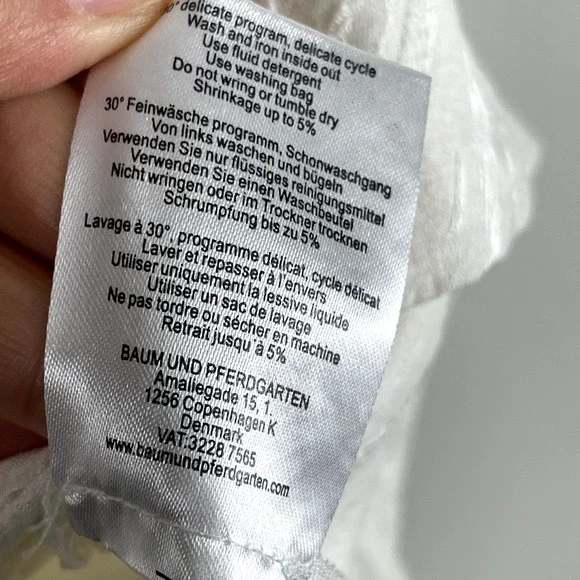 delicate program, delicate cycle
Wash and iron inside out
Use fluid detergent
Use washing bag
Do not wring or tumble dry
Shrinkage up to 5%
30° Feinwäsche programm, Schonwaschgang
Von links waschen und bügeln
Verwenden Sie nur flüssiges reinigungsmittel
Verwenden Sie einen Waschbeutel
Nicht wringen oder im Trockner trocknen
Schrumpfung bis zu 5%
Lavage à 30°, programme délicat, cycle délicat
Laver et repasser à l'envers
Utiliser uniquement la lessive liquide
Utiliser un sac de lavage
Ne pas tordre ou sécher en machine
Retrait jusqu'à 5%
BAUM UND PFERDGARTEN
Amaliegade 15, 1.
1256 Copenhagen K
Denmark
VAT:3228 7565
www.baumundpferdgarten.com